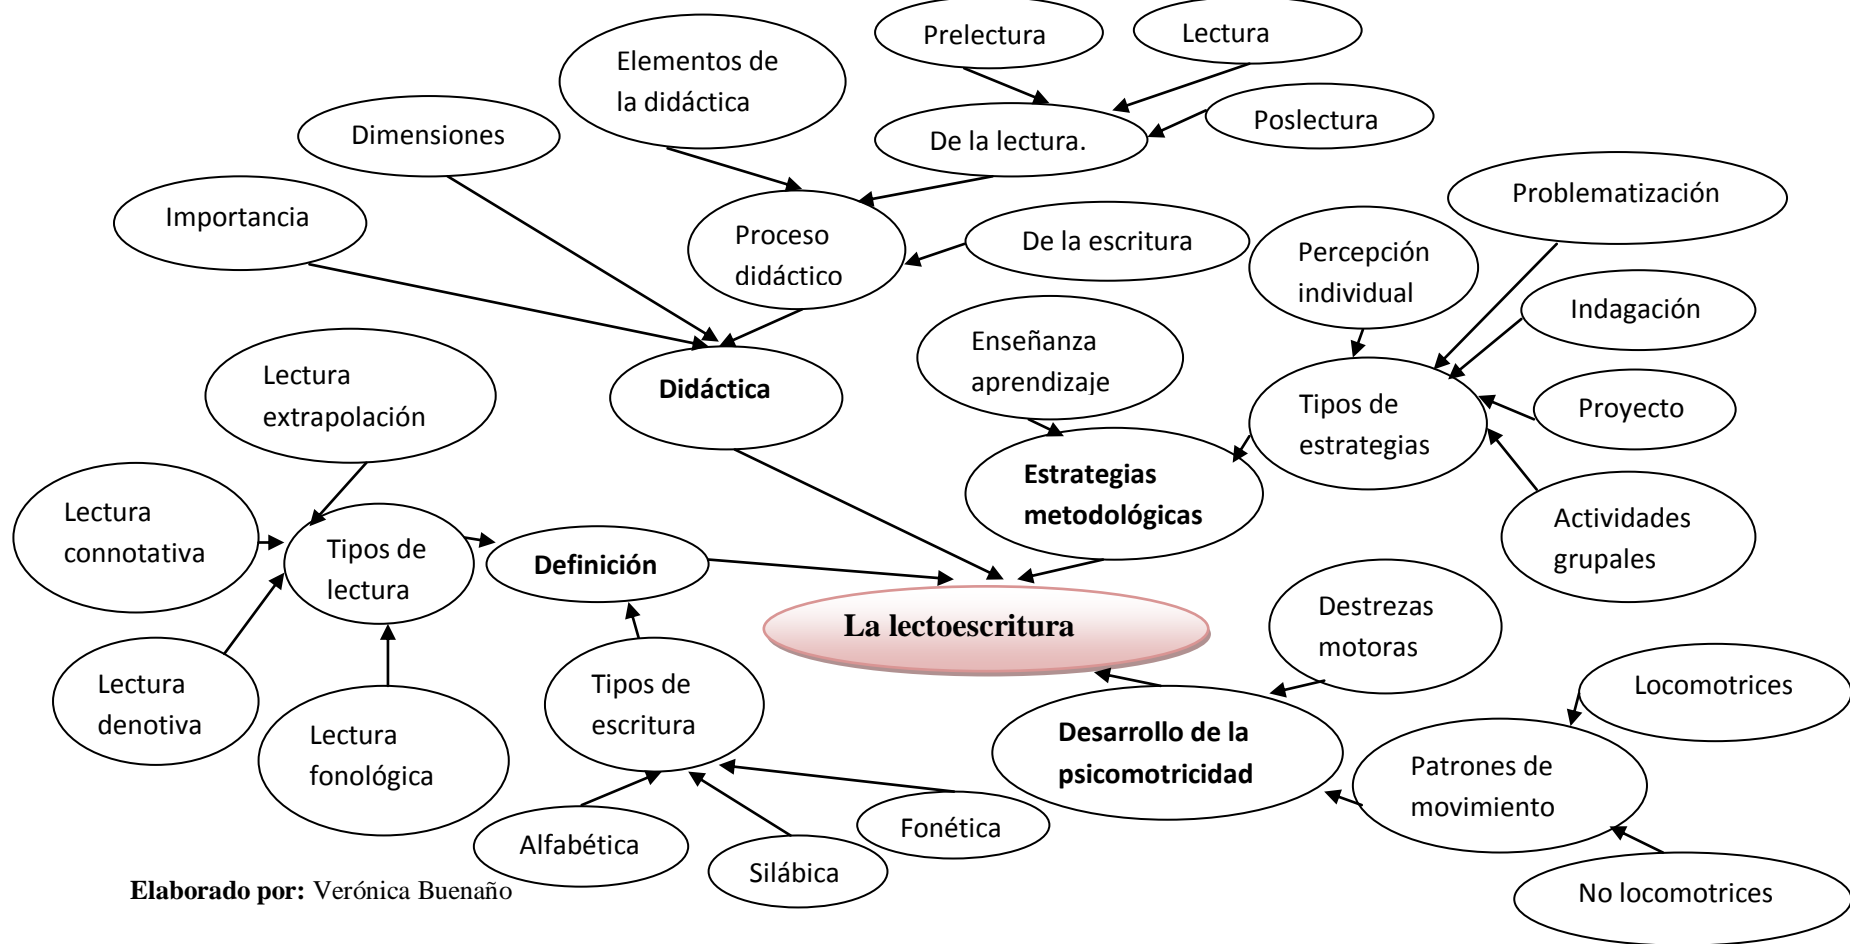 Prelectura
Lectura
Elementos de
la didáctica
Poslectura
Dimensiones
De la lectura.
Problematización
Importancia
Proceso
didáctico
De la escritura
Percepción
individual
Indagación
Enseñanza
aprendizaje
Lectura
extrapolación
Didáctica
Tipos de
estrategias
Proyecto
Estrategias
metodológicas
Lectura
connotativa
Tipos de
lectura
Definición
Actividades
grupales
La lectoescritura
Destrezas
motoras
Lectura
denotiva
Lectura
fonológica
Tipos de
escritura
Locomotrices
Desarrollo de la
psicomotricidad
Patrones de
movimiento
Alfabética
Silábica
Fonética
No locomotrices
Elaborado por: Verónica Buenaño